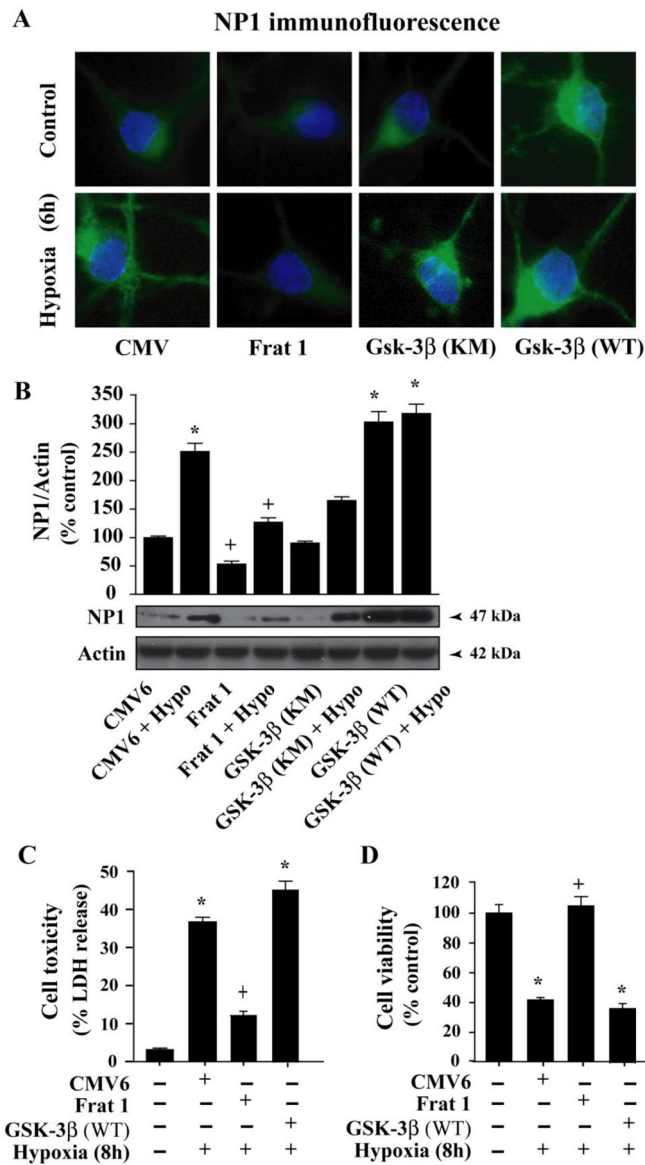 A
NP1 immunofluorescence
Control
Hypoxia (6h)
CMV
Frat 1
Gsk-3β (KM)
Gsk-3β (WT)
B
NP1/Actin
(% control)
350
300
250
200
150
100
50
0
*
+
+
*
*
NP1
47 kDa
Actin
42 kDa
CMV6
CMV6 + Hypo
Frat 1
Frat 1 + Hypo
GSK-3β (KM)
GSK-3β (KM) + Hypo
GSK-3β (WT)
GSK-3β (WT) + Hypo
C
Cell toxicity
(% LDH release)
50
40
30
20
10
0
*
+
*
CMV6 − + − −
Frat 1 − − + −
GSK-3β (WT) − − − +
Hypoxia (8h) − + + +
D
Cell viability
(% control)
120
100
80
60
40
20
0
*
+
*
CMV6 − + − −
Frat 1 − − + −
GSK-3β (WT) − − − +
Hypoxia (8h) − + + +